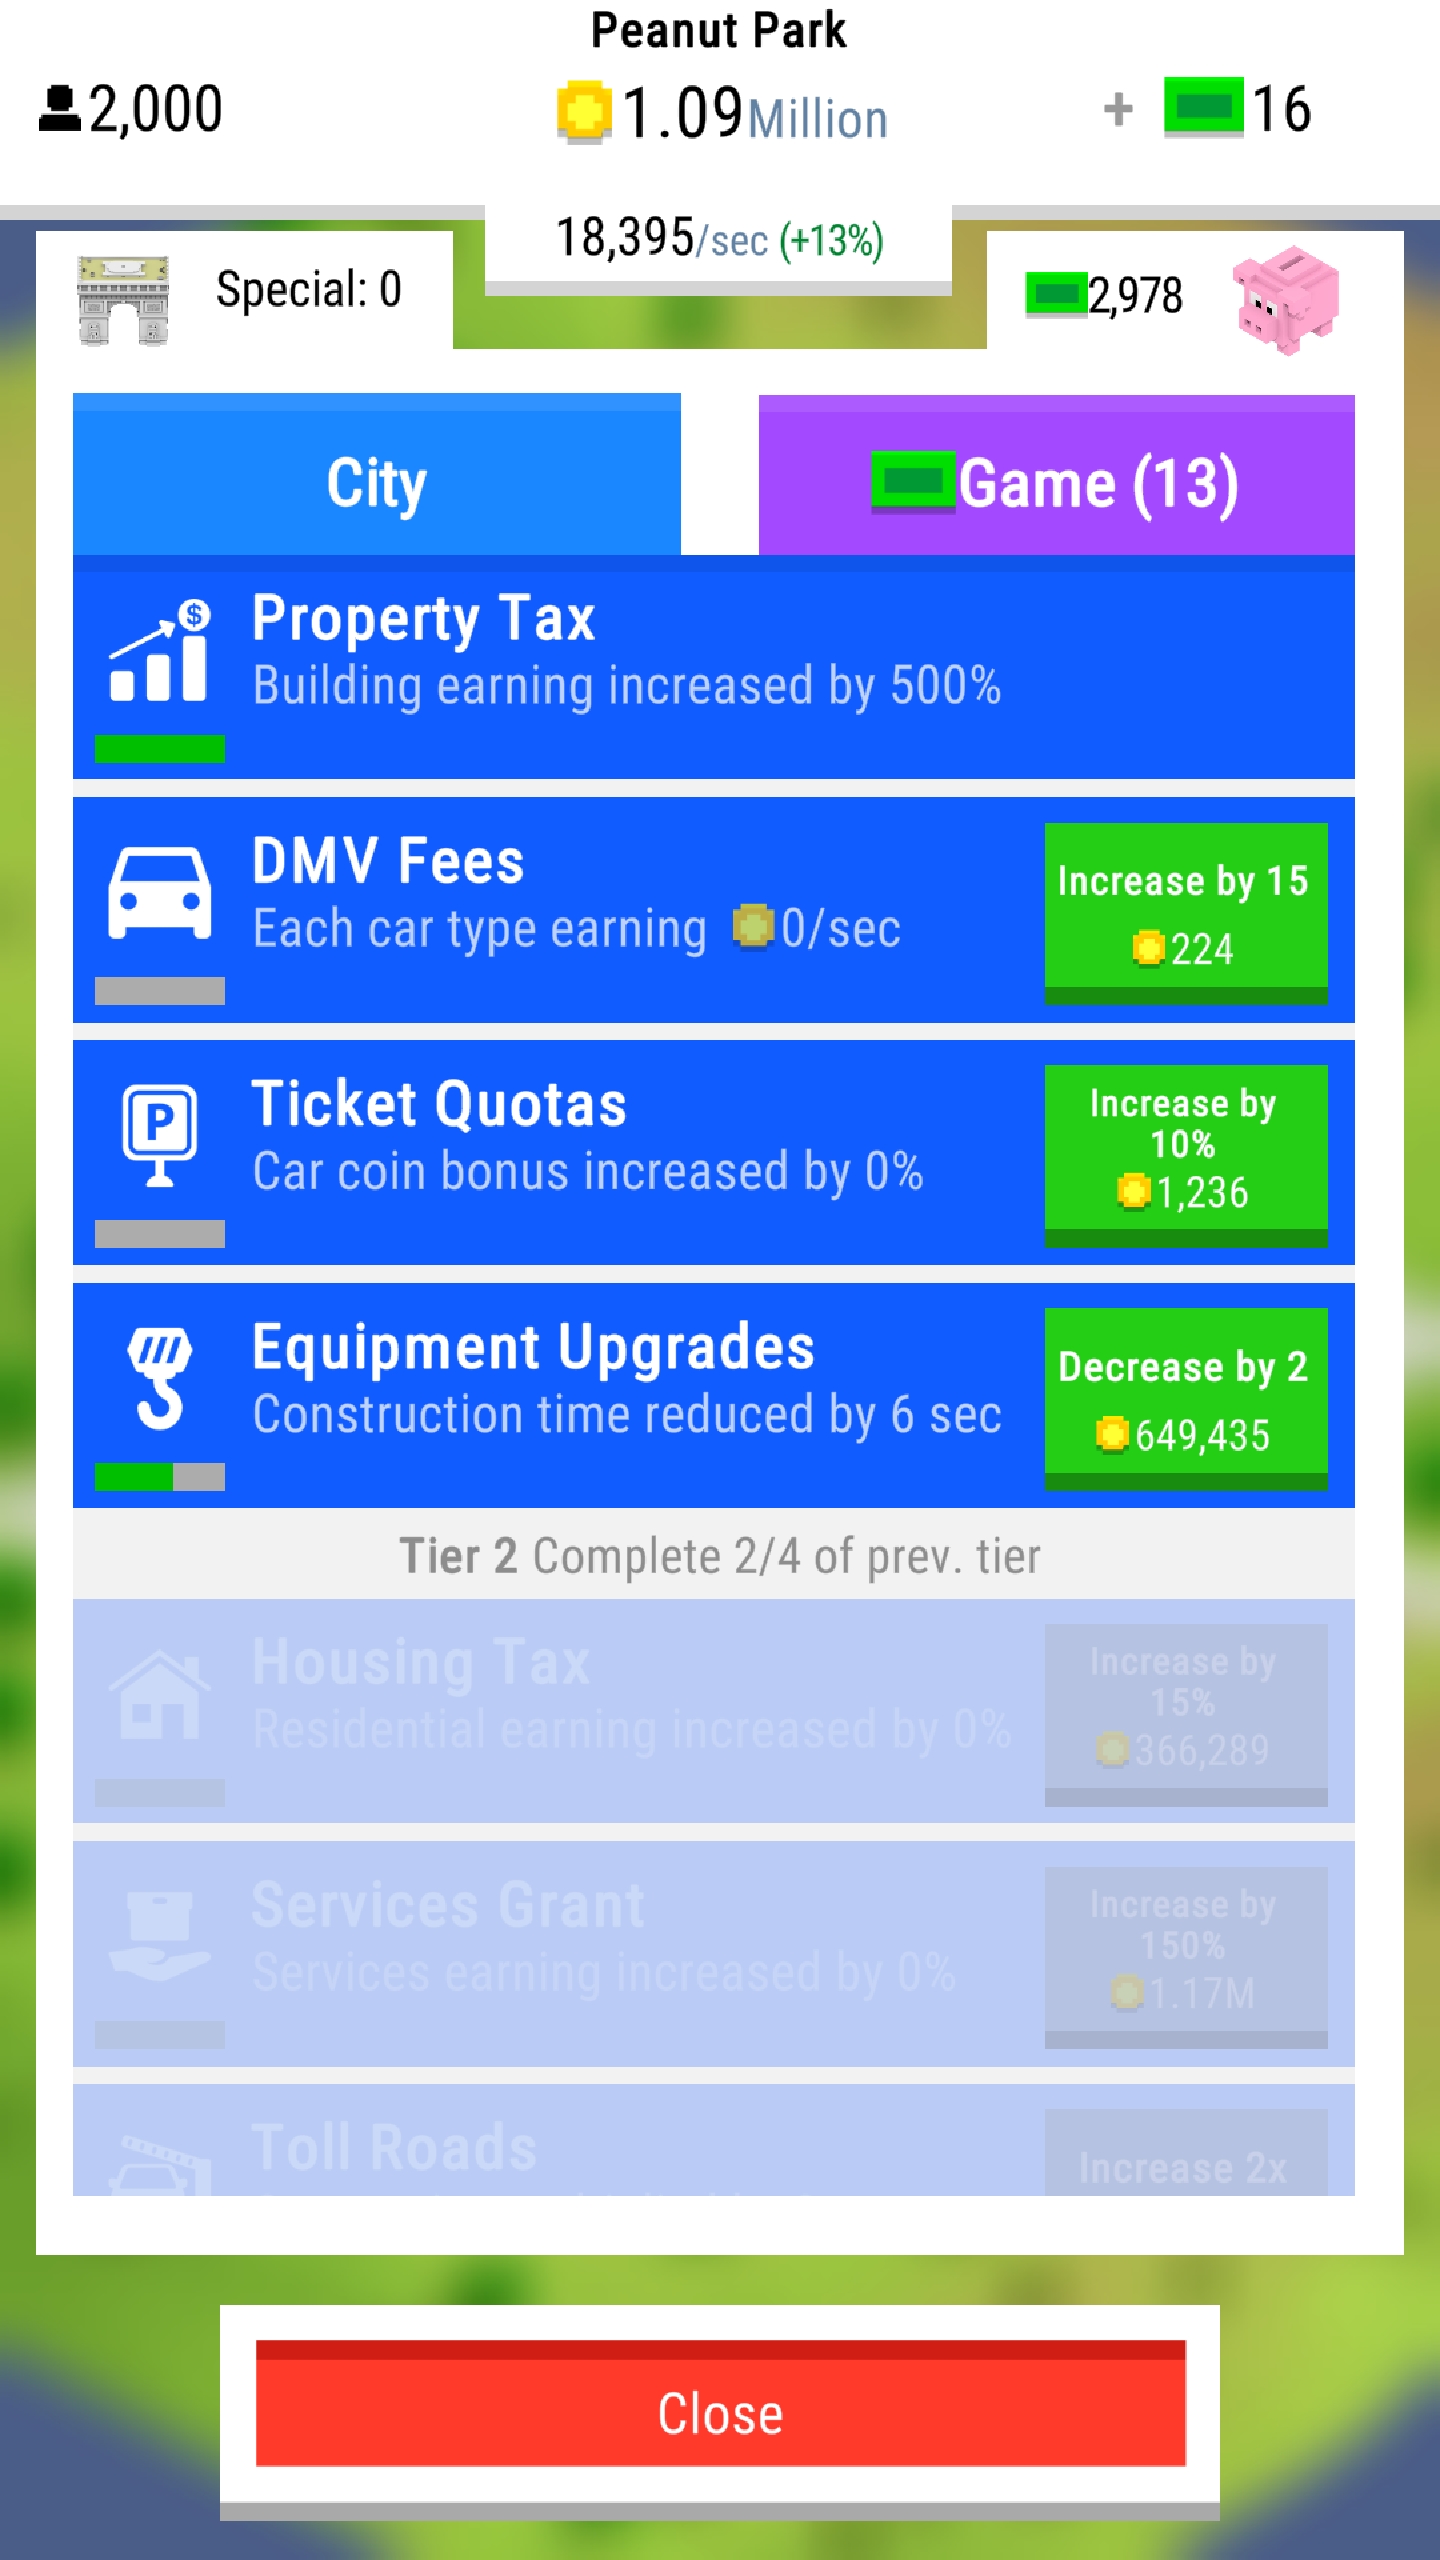 Peanut Park
2,000
1.09Million
+ 16
18,395/sec (+13%)
Special: 0
2,978
City
Game (13)
Property Tax
Building earning increased by 500%
DMV Fees
Each car type earning 0/sec
Increase by 15
224
Ticket Quotas
Car coin bonus increased by 0%
Increase by
10%
1,236
Equipment Upgrades
Construction time reduced by 6 sec
Decrease by 2
649,435
Tier 2 Complete 2/4 of prev. tier
Housing Tax
Residential earning increased by 0%
Increase by
15%
366,289
Services Grant
Services earning increased by 0%
Increase by
150%
1.17M
Toll Roads
Increase 2x
Close